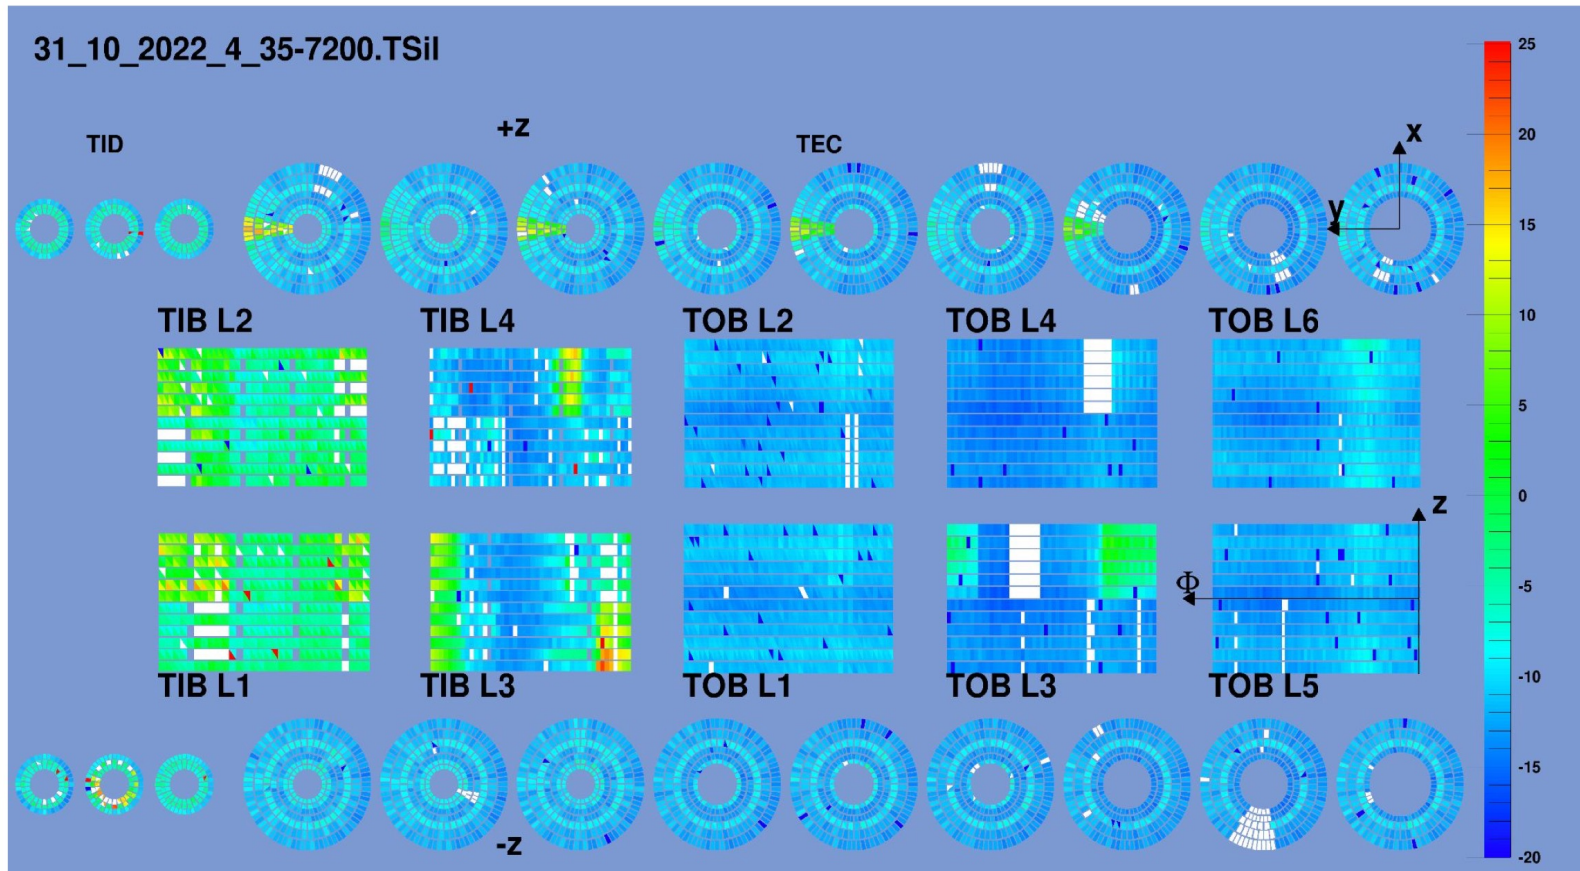 31_10_2022_4_35-7200.TSil
25
+z
TID
TEC
x
20
y
15
TIB L2
TIB L4
TOB L2
TOB L4
TOB L6
10
5
0
z
-5
Φ
TIB L1
TIB L3
TOB L1
TOB L3
TOB L5
-10
-15
-z
-20